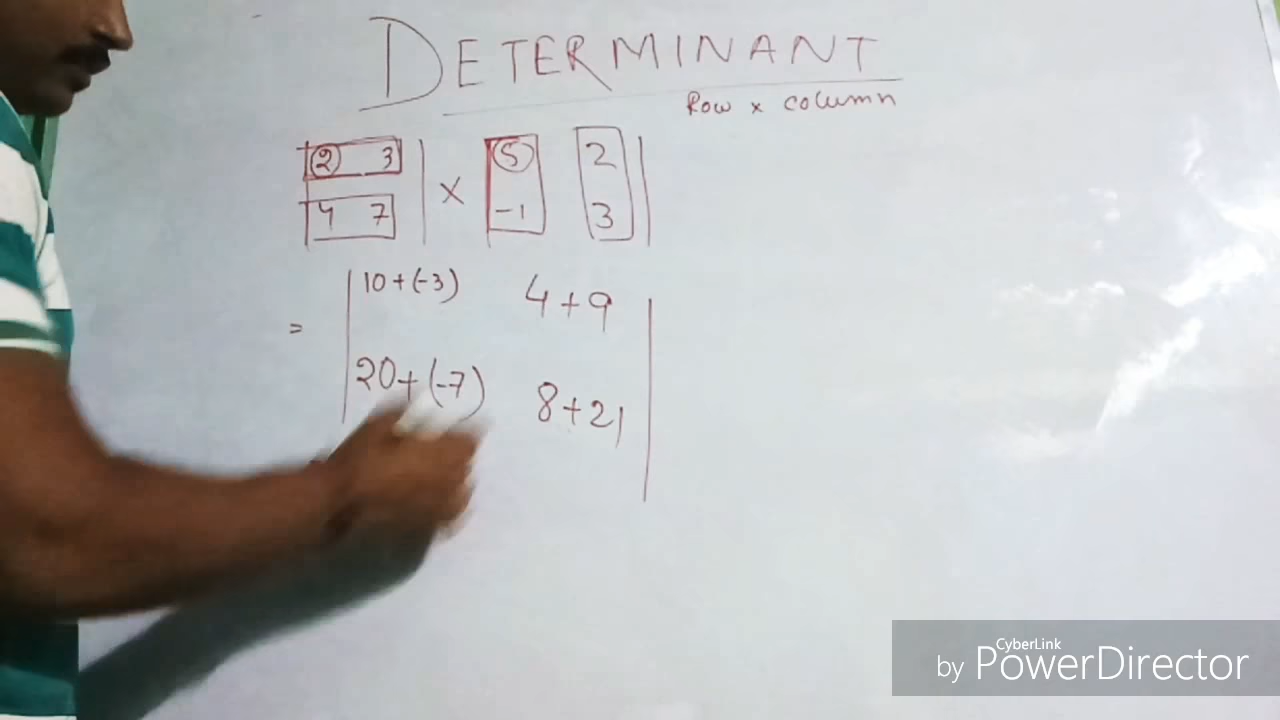 DETERMINANT
Row x column
| 2 3 | x | 5 2 |
| 4 7 | | -1 3 |
= | 10+(-3) 4+9 |
| 20+(-7) 8+21 |
CyberLink
by PowerDirector